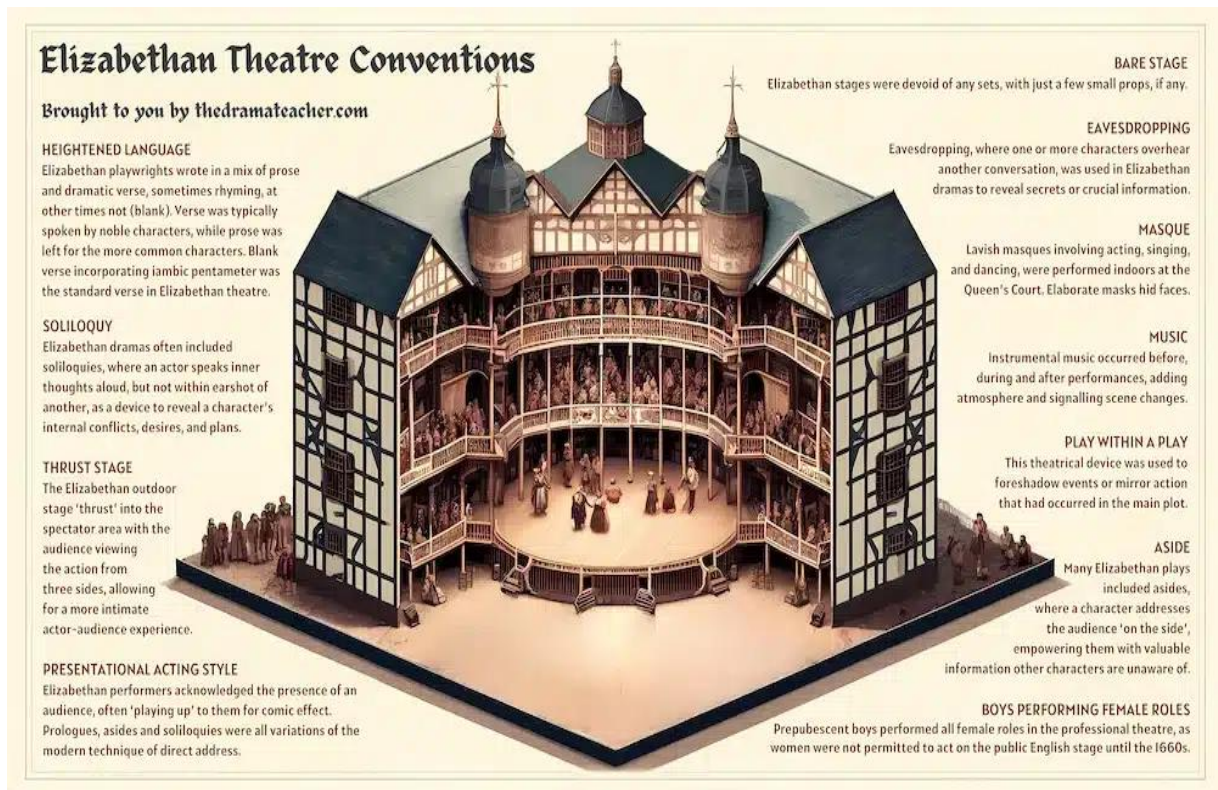 Elizabethan Theatre Conventions
Brought to you by thedramateacher.com
HEIGHTENED LANGUAGE
Elizabethan playwrights wrote in a mix of prose
and dramatic verse, sometimes rhyming, at
other times not (blank). Verse was typically
spoken by noble characters, while prose was
left for the more common characters. Blank
verse incorporating iambic pentameter was
the standard verse in Elizabethan theatre.
SOLILOQUY
Elizabethan dramas often included
soliloquies, where an actor speaks inner
thoughts aloud, but not within earshot of
another, as a device to reveal a character's
internal conflicts, desires, and plans.
THRUST STAGE
The Elizabethan outdoor
stage 'thrust' into the
spectator area with the
audience viewing
the action from
three sides, allowing
for a more intimate
actor-audience experience.
PRESENTATIONAL ACTING STYLE
Elizabethan performers acknowledged the presence of an
audience, often 'playing up' to them for comic effect.
Prologues, asides and soliloquies were all variations of the
modern technique of direct address.
BARE STAGE
Elizabethan stages were devoid of any sets, with just a few small props, if any.
EAVESDROPPING
Eavesdropping, where one or more characters overhear
another conversation, was used in Elizabethan
dramas to reveal secrets or crucial information.
MASQUE
Lavish masques involving acting, singing,
and dancing, were performed indoors at the
Queen's Court. Elaborate masks hid faces.
MUSIC
Instrumental music occurred before,
during and after performances, adding
atmosphere and signalling scene changes.
PLAY WITHIN A PLAY
This theatrical device was used to
foreshadow events or mirror action
that had occurred in the main plot.
ASIDE
Many Elizabethan plays
included asides,
where a character addresses
the audience 'on the side',
empowering them with valuable
information other characters are unaware of.
BOYS PERFORMING FEMALE ROLES
Prepubescent boys performed all female roles in the professional theatre, as
women were not permitted to act on the public English stage until the 1660s.